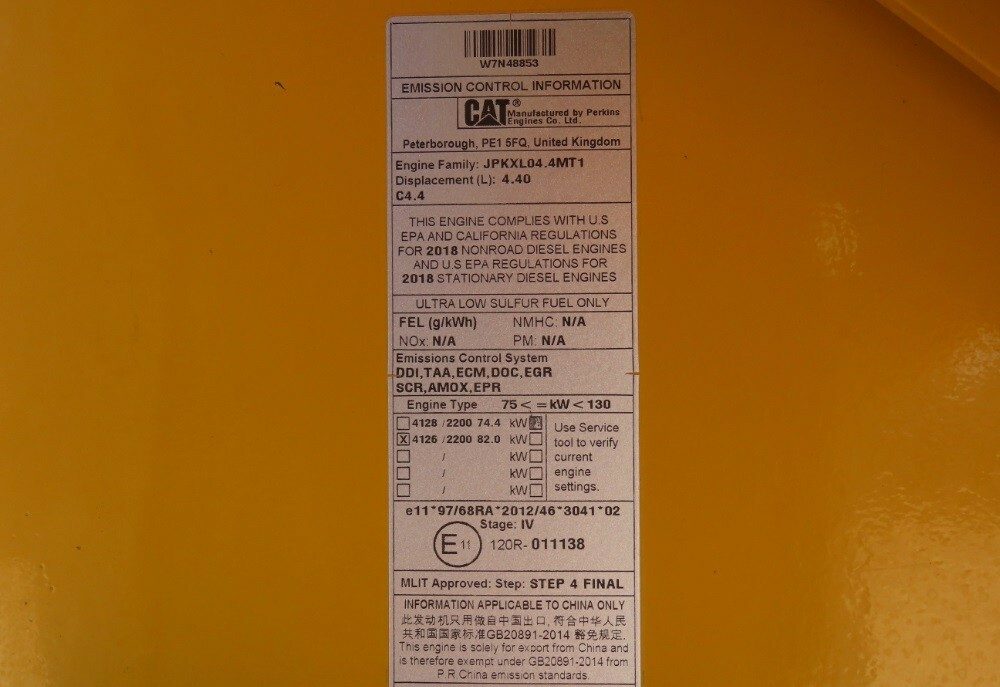 W7N48853
EMISSION CONTROL INFORMATION
CAT® Manufactured by Perkins
Engines Co. Ltd.
Peterborough, PE1 5FQ, United Kingdom
Engine Family: JPKXL04.4MT1
Displacement (L): 4.40
C4.4
THIS ENGINE COMPLIES WITH U.S
EPA AND CALIFORNIA REGULATIONS
FOR 2018 NONROAD DIESEL ENGINES
AND U.S EPA REGULATIONS FOR
2018 STATIONARY DIESEL ENGINES
ULTRA LOW SULFUR FUEL ONLY
FEL (g/kWh) NMHC: N/A
NOx: N/A PM: N/A
Emissions Control System
DDI,TAA,ECM,DOC,EGR
SCR,AMOX,EPR
Engine Type 75 < = kW < 130
4128 /2200 74.4 kW
X 4126 /2200 82.0 kW
/ kW
/ kW
/ kW
Use Service
tool to verify
current
engine
settings.
e11*97/68RA*2012/46*3041*02
Stage: IV
E 11 120R- 011138
MLIT Approved: Step: STEP 4 FINAL
INFORMATION APPLICABLE TO CHINA ONLY
此发动机只用做自中国出口, 符合中华人民
共和国国家标准GB20891-2014 豁免规定.
This engine is solely for export from China and
is therefore exempt under GB20891-2014 from
P.R.China emission standards.